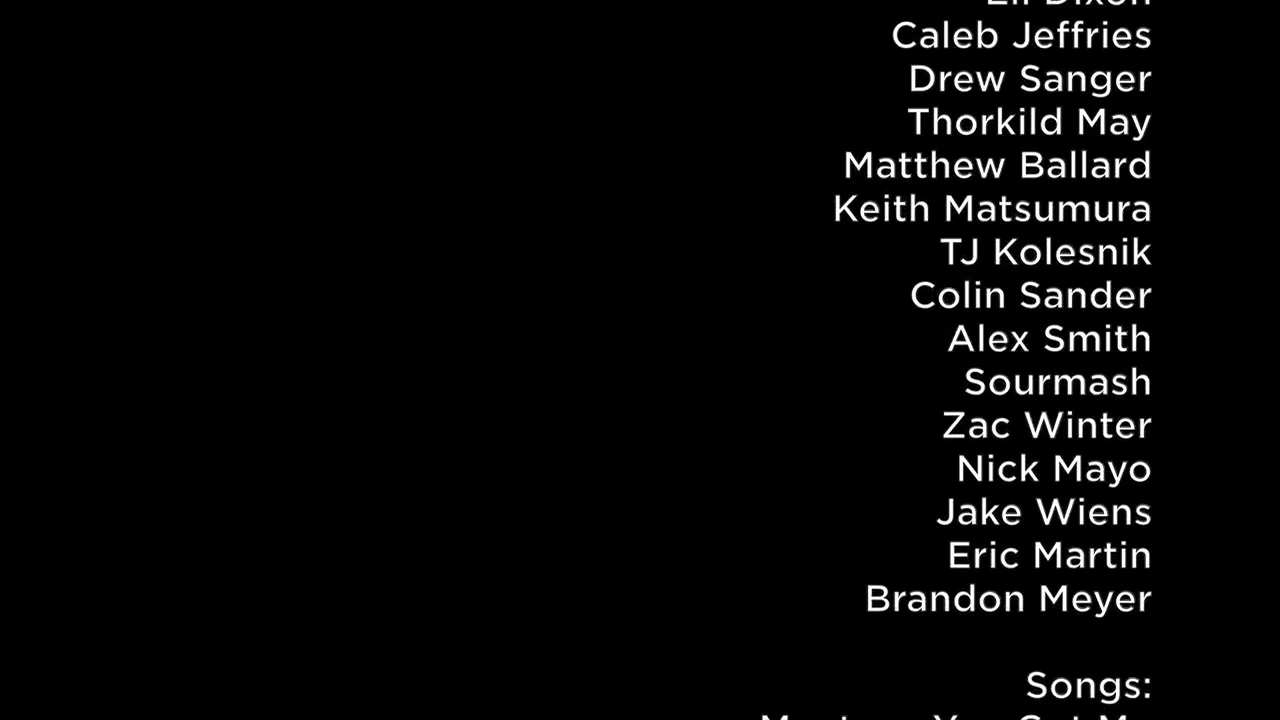 Caleb Jeffries
Drew Sanger
Thorkild May
Matthew Ballard
Keith Matsumura
TJ Kolesnik
Colin Sander
Alex Smith
Sourmash
Zac Winter
Nick Mayo
Jake Wiens
Eric Martin
Brandon Meyer
Songs: